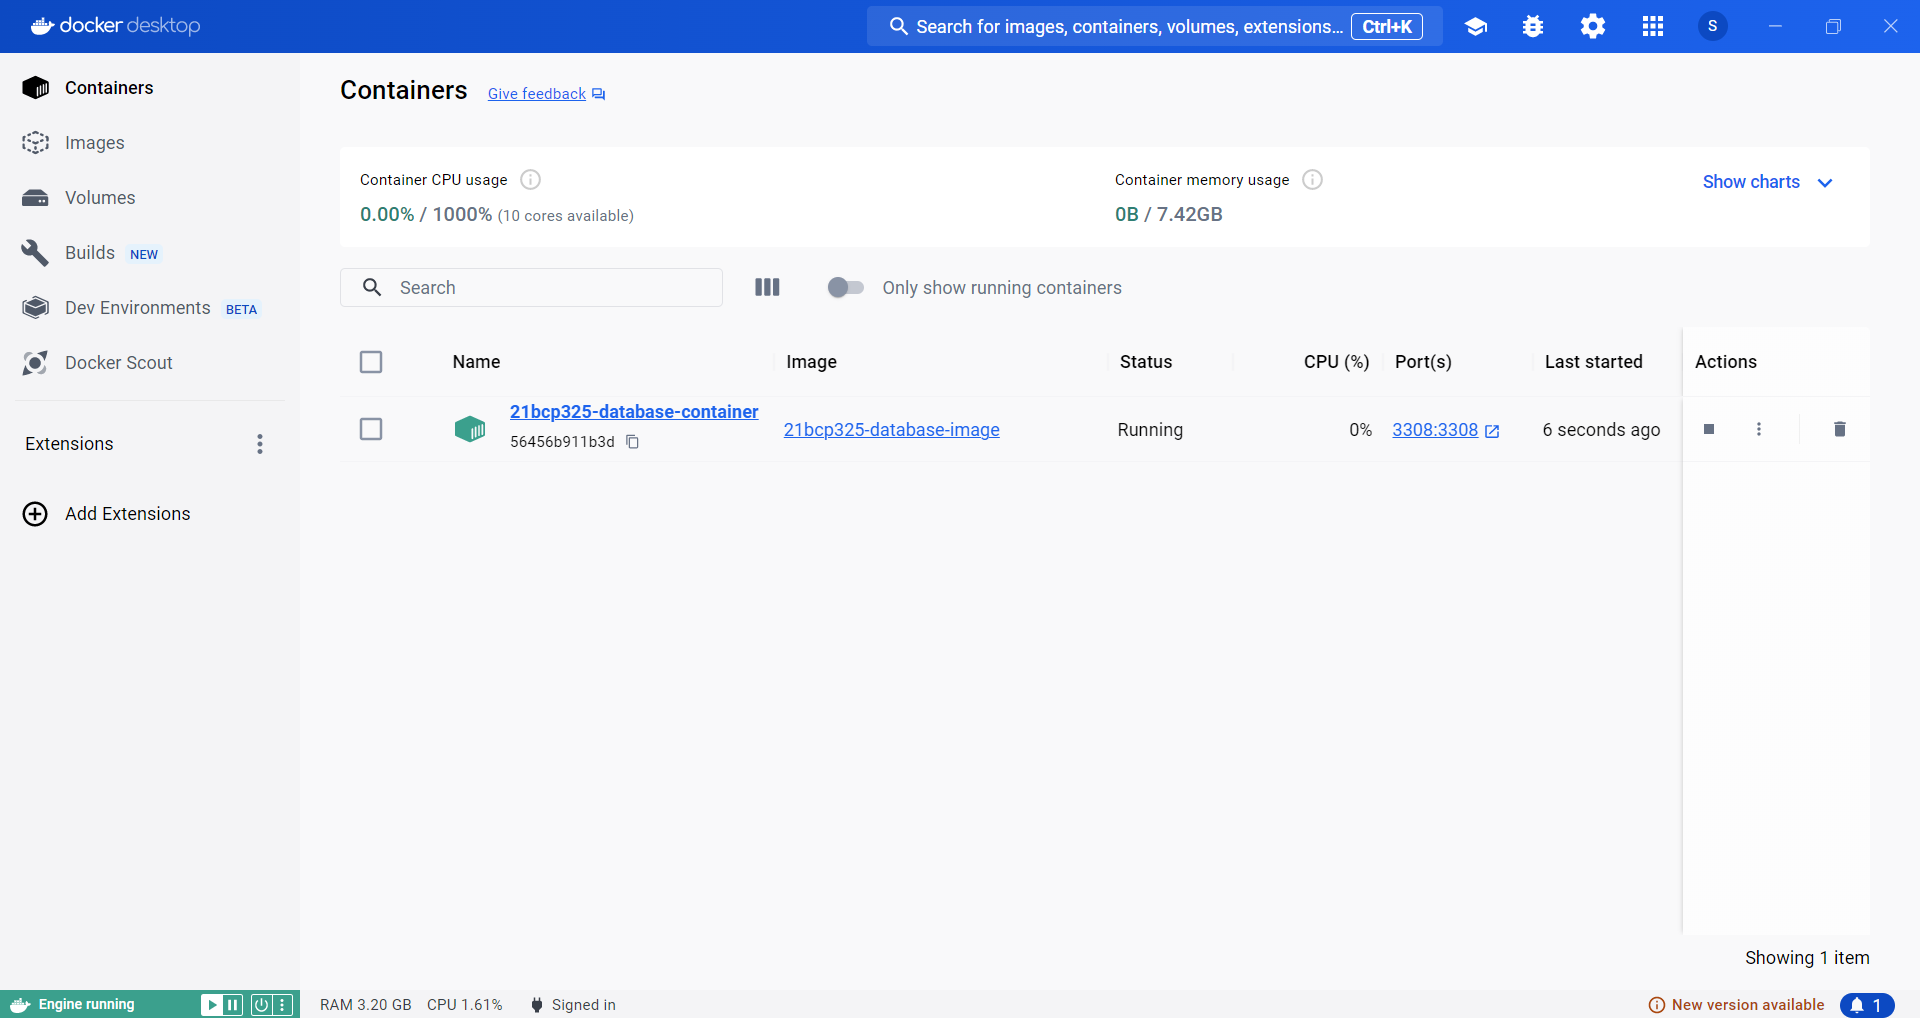 docker desktop
Search for images, containers, volumes, extensions... Ctrl+K
S
Containers
Images
Volumes
Builds NEW
Dev Environments BETA
Docker Scout
Extensions
Add Extensions
Containers Give feedback
Container CPU usage
0.00% / 1000% (10 cores available)
Container memory usage
0B / 7.42GB
Show charts
Search
Only show running containers
Name Image Status CPU (%) Port(s) Last started Actions
21bcp325-database-container
56456b911b3d
21bcp325-database-image Running 0% 3308:3308 6 seconds ago
Showing 1 item
Engine running
RAM 3.20 GB CPU 1.61% Signed in
New version available 1